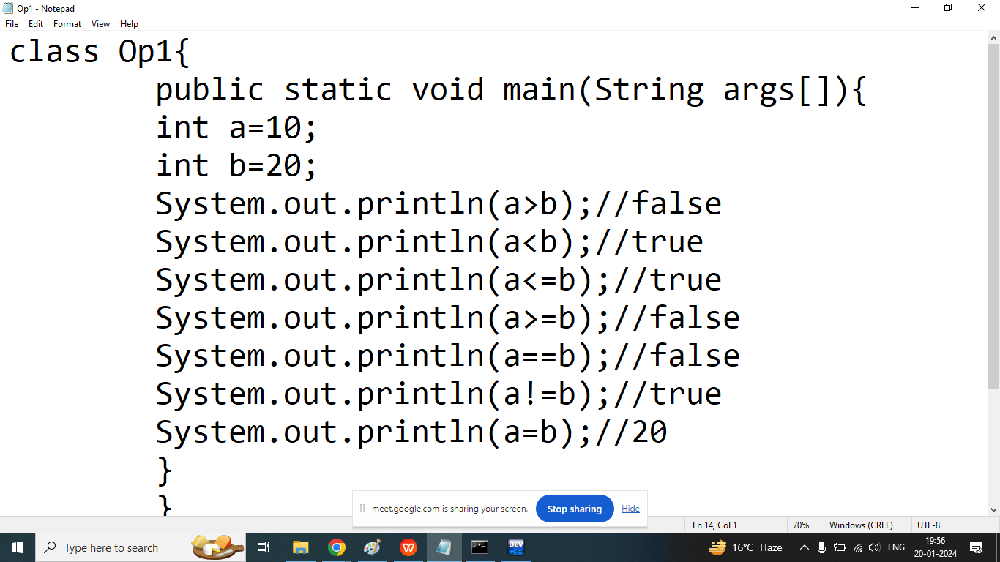 Op1 - Notepad
File Edit Format View Help
class Op1{
public static void main(String args[]){
int a=10;
int b=20;
System.out.println(a>b);//false
System.out.println(a<b);//true
System.out.println(a<=b);//true
System.out.println(a>=b);//false
System.out.println(a==b);//false
System.out.println(a!=b);//true
System.out.println(a=b);//20
}
}
meet.google.com is sharing your screen. Stop sharing Hide
Ln 14, Col 1 70% Windows (CRLF) UTF-8
Type here to search DEV 16°C Haze ENG 19:56
20-01-2024